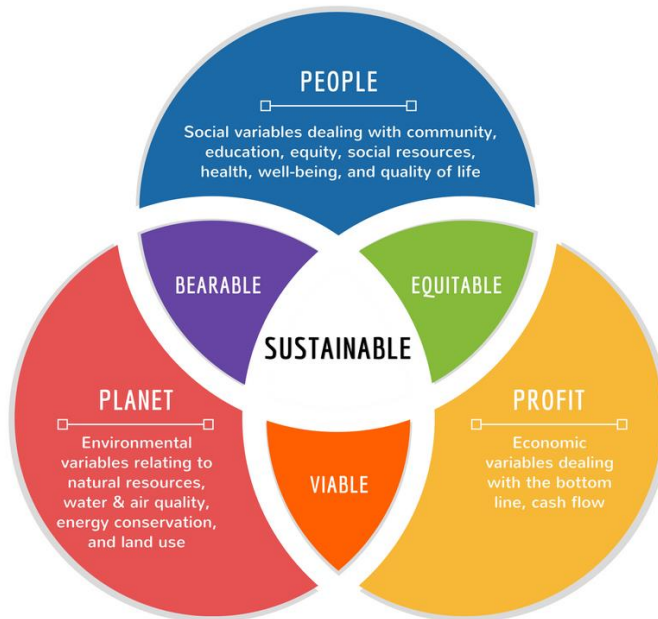 PEOPLE
Social variables dealing with community,
education, equity, social resources,
health, well-being, and quality of life
BEARABLE
EQUITABLE
SUSTAINABLE
PLANET
Environmental
variables relating to
natural resources,
water & air quality,
energy conservation,
and land use
PROFIT
Economic
variables dealing
with the bottom
line, cash flow
VIABLE